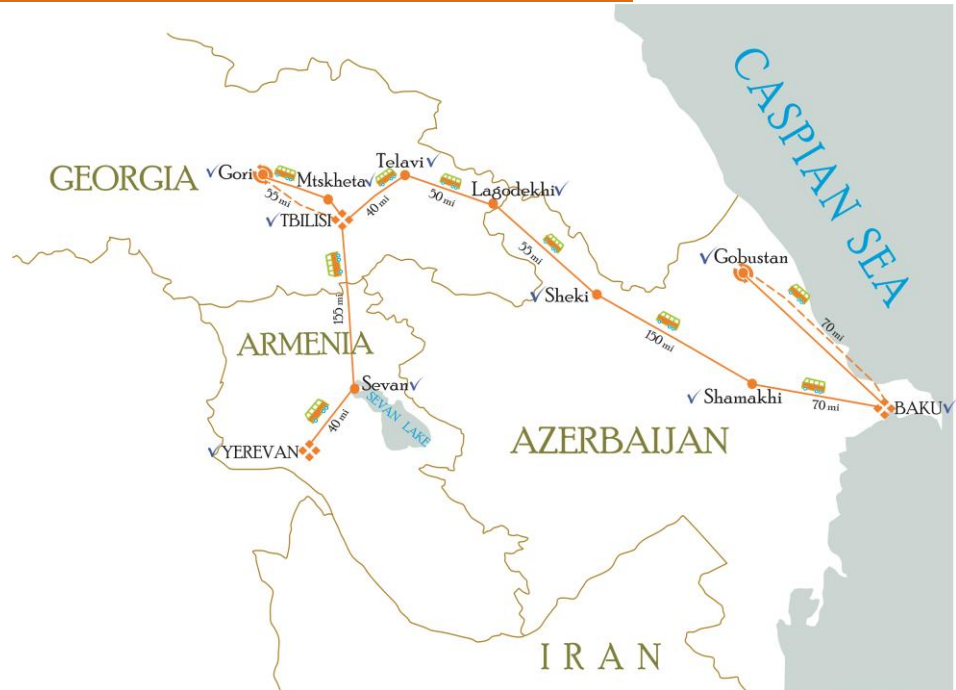 CASPIAN SEA
GEORGIA
Gori
Mtskheta
Telavi
55 mi
TBILISI
40 mi
50 mi
Lagodekhi
55 mi
Gobustan
Sheki
155 mi
150 mi
70 mi
ARMENIA
Sevan
SEVAN LAKE
40 mi
Shamakhi
70 mi
BAKU
YEREVAN
AZERBAIJAN
IRAN